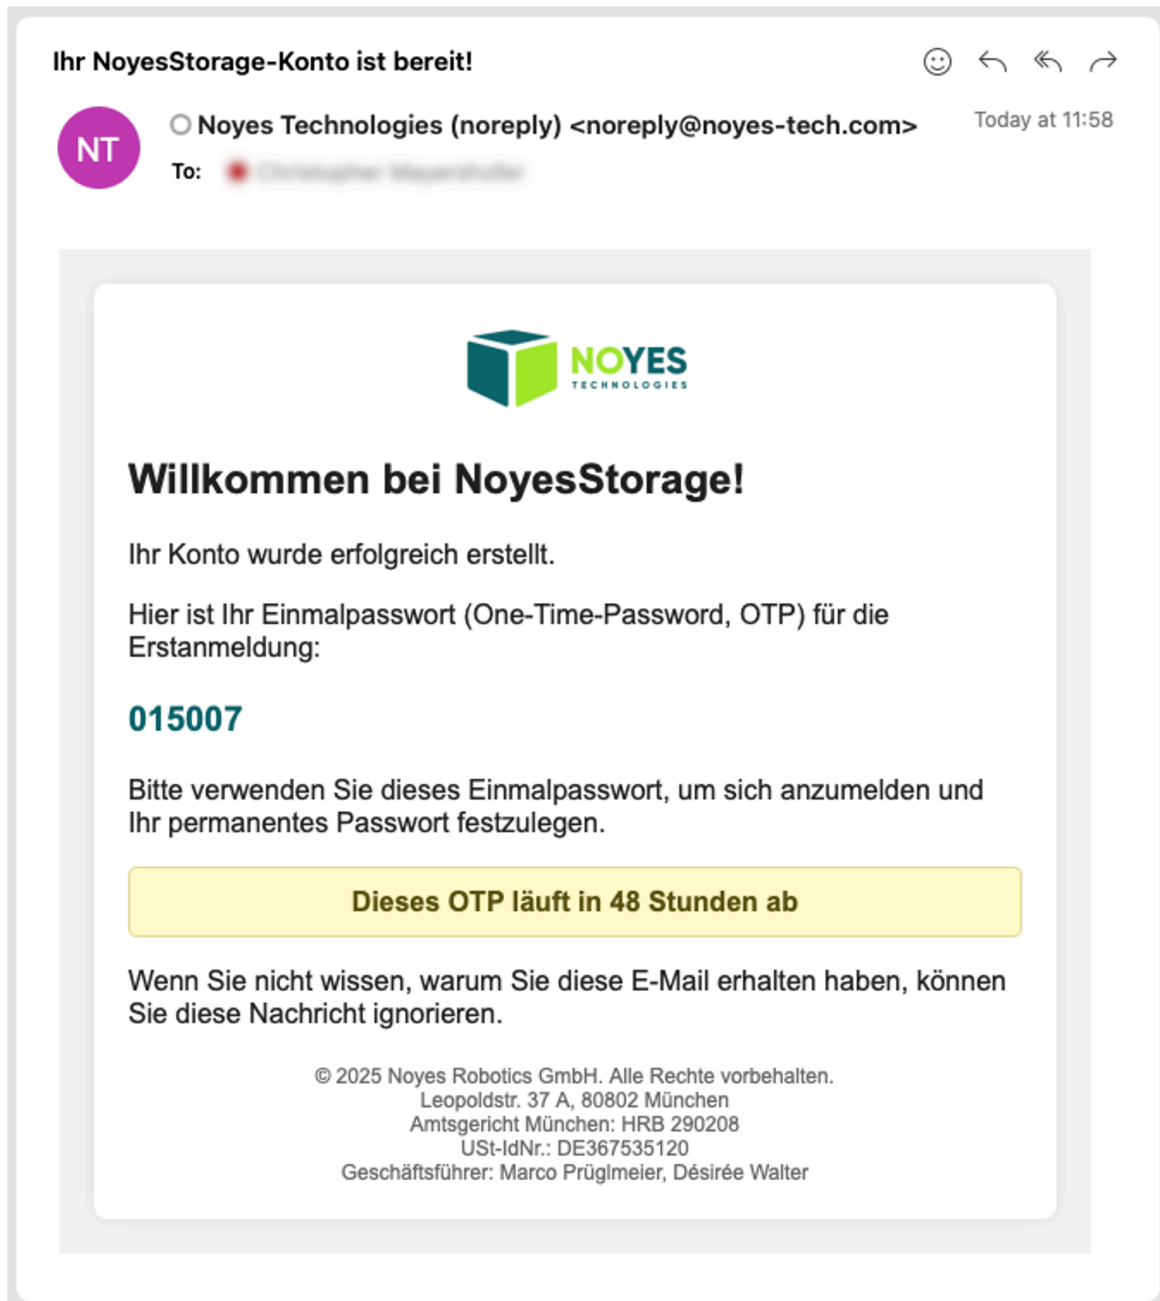 Ihr NoyesStorage-Konto ist bereit!
NT
Noyes Technologies (noreply) <noreply@noyes-tech.com>
Today at 11:58
To:
NOYES
TECHNOLOGIES
Willkommen bei NoyesStorage!
Ihr Konto wurde erfolgreich erstellt.
Hier ist Ihr Einmalpasswort (One-Time-Password, OTP) für die
Erstanmeldung:
015007
Bitte verwenden Sie dieses Einmalpasswort, um sich anzumelden und
Ihr permanentes Passwort festzulegen.
Dieses OTP läuft in 48 Stunden ab
Wenn Sie nicht wissen, warum Sie diese E-Mail erhalten haben, können
Sie diese Nachricht ignorieren.
© 2025 Noyes Robotics GmbH. Alle Rechte vorbehalten.
Leopoldstr. 37 A, 80802 München
Amtsgericht München: HRB 290208
USt-IdNr.: DE367535120
Geschäftsführer: Marco Prüglmeier, Désirée Walter